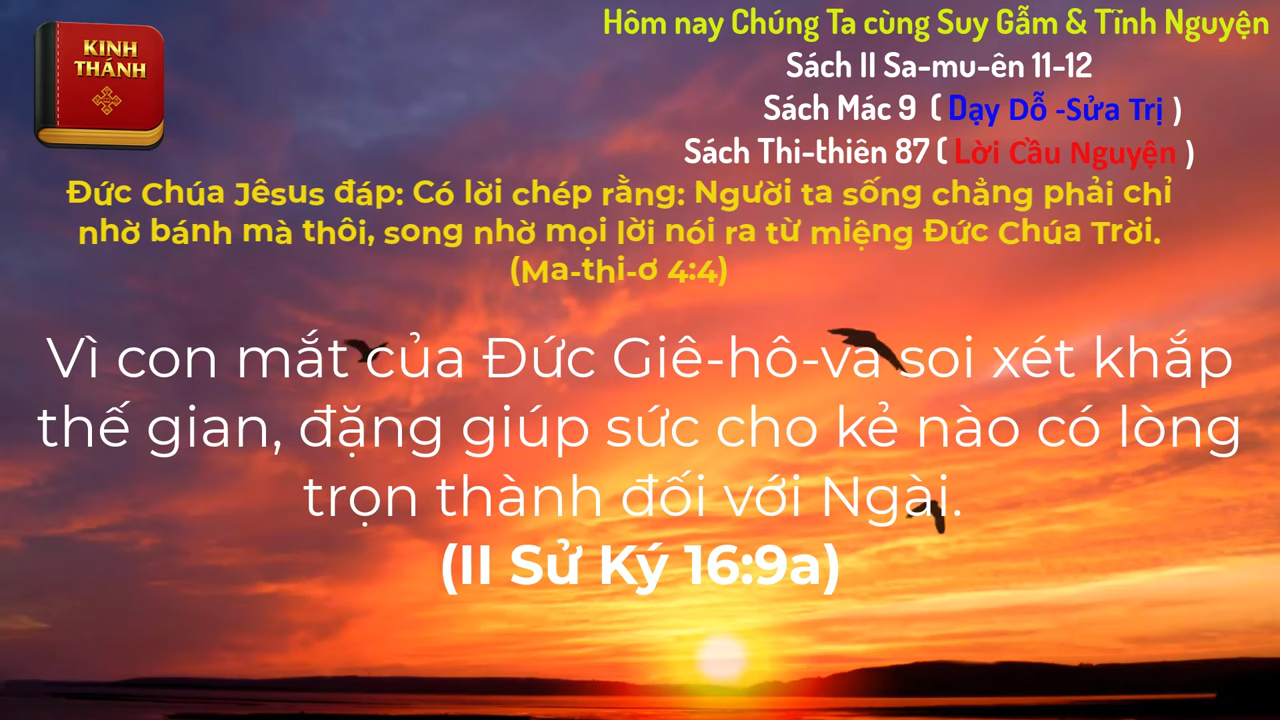 KINH
THÁNH
Hôm nay Chúng Ta cùng Suy Gẫm & Tĩnh Nguyện
Sách II Sa-mu-ên 11-12
Sách Mác 9 ( Dạy Dỗ -Sửa Trị )
Sách Thi-thiên 87 ( Lời Cầu Nguyện )
Đức Chúa Jêsus đáp: Có lời chép rằng: Người ta sống chẳng phải chỉ
nhờ bánh mà thôi, song nhờ mọi lời nói ra từ miệng Đức Chúa Trời.
(Ma-thi-ơ 4:4)
Vì con mắt của Đức Giê-hô-va soi xét khắp
thế gian, đặng giúp sức cho kẻ nào có lòng
trọn thành đối với Ngài.
(II Sử Ký 16:9a)